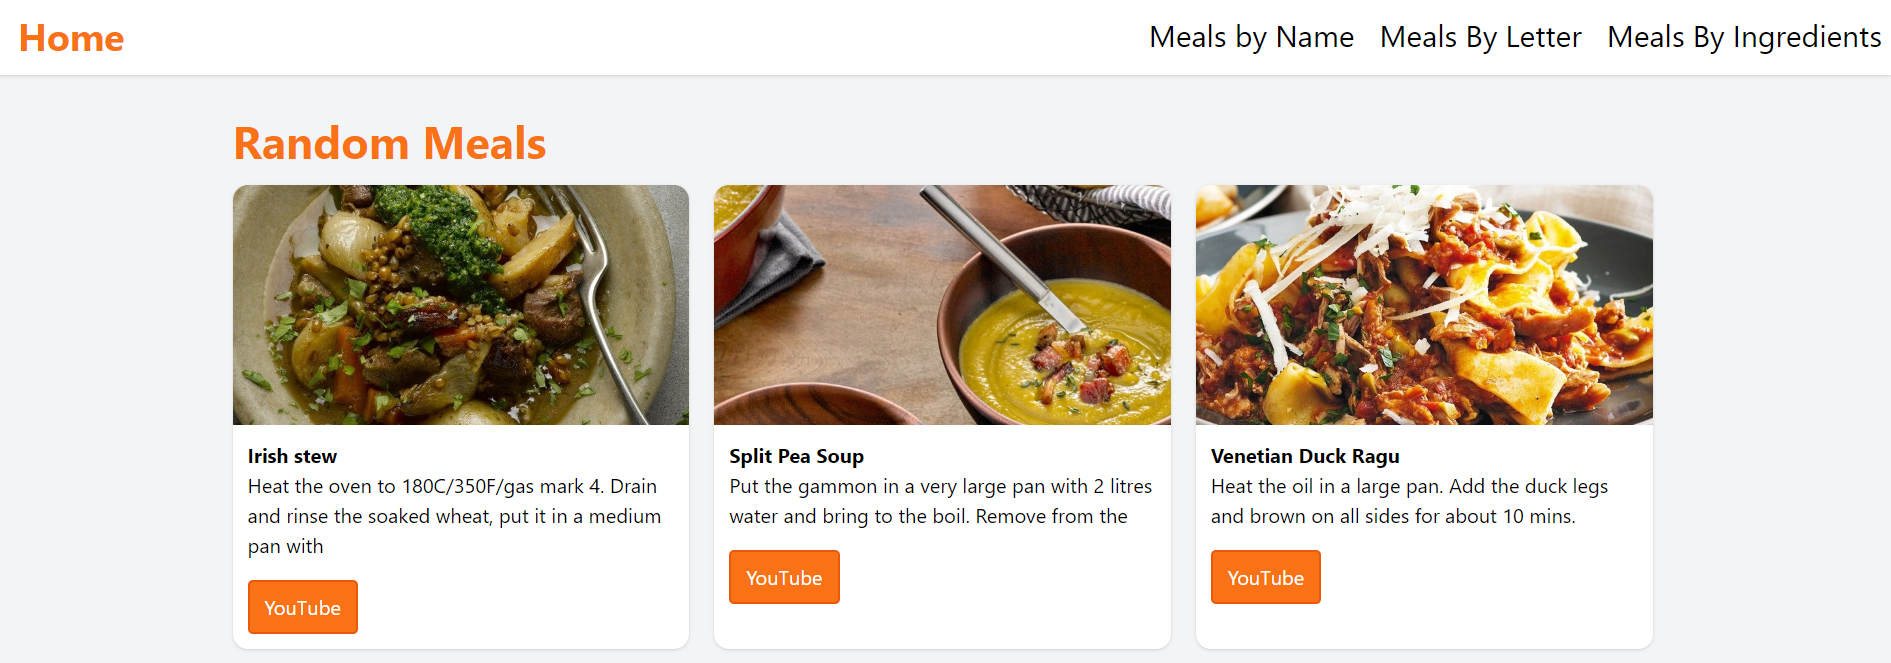 Home
Meals by Name
Meals By Letter
Meals By Ingredients
Random Meals
Irish stew
Heat the oven to 180C/350F/gas mark 4. Drain
and rinse the soaked wheat, put it in a medium
pan with
YouTube
Split Pea Soup
Put the gammon in a very large pan with 2 litres
water and bring to the boil. Remove from the
YouTube
Venetian Duck Ragu
Heat the oil in a large pan. Add the duck legs
and brown on all sides for about 10 mins.
YouTube